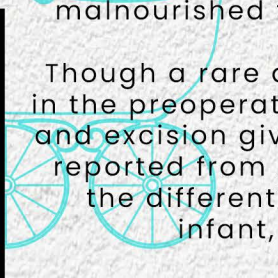 malnourished
Though a rare
in the preoperat
and excision giv
reported from
the different
infant,